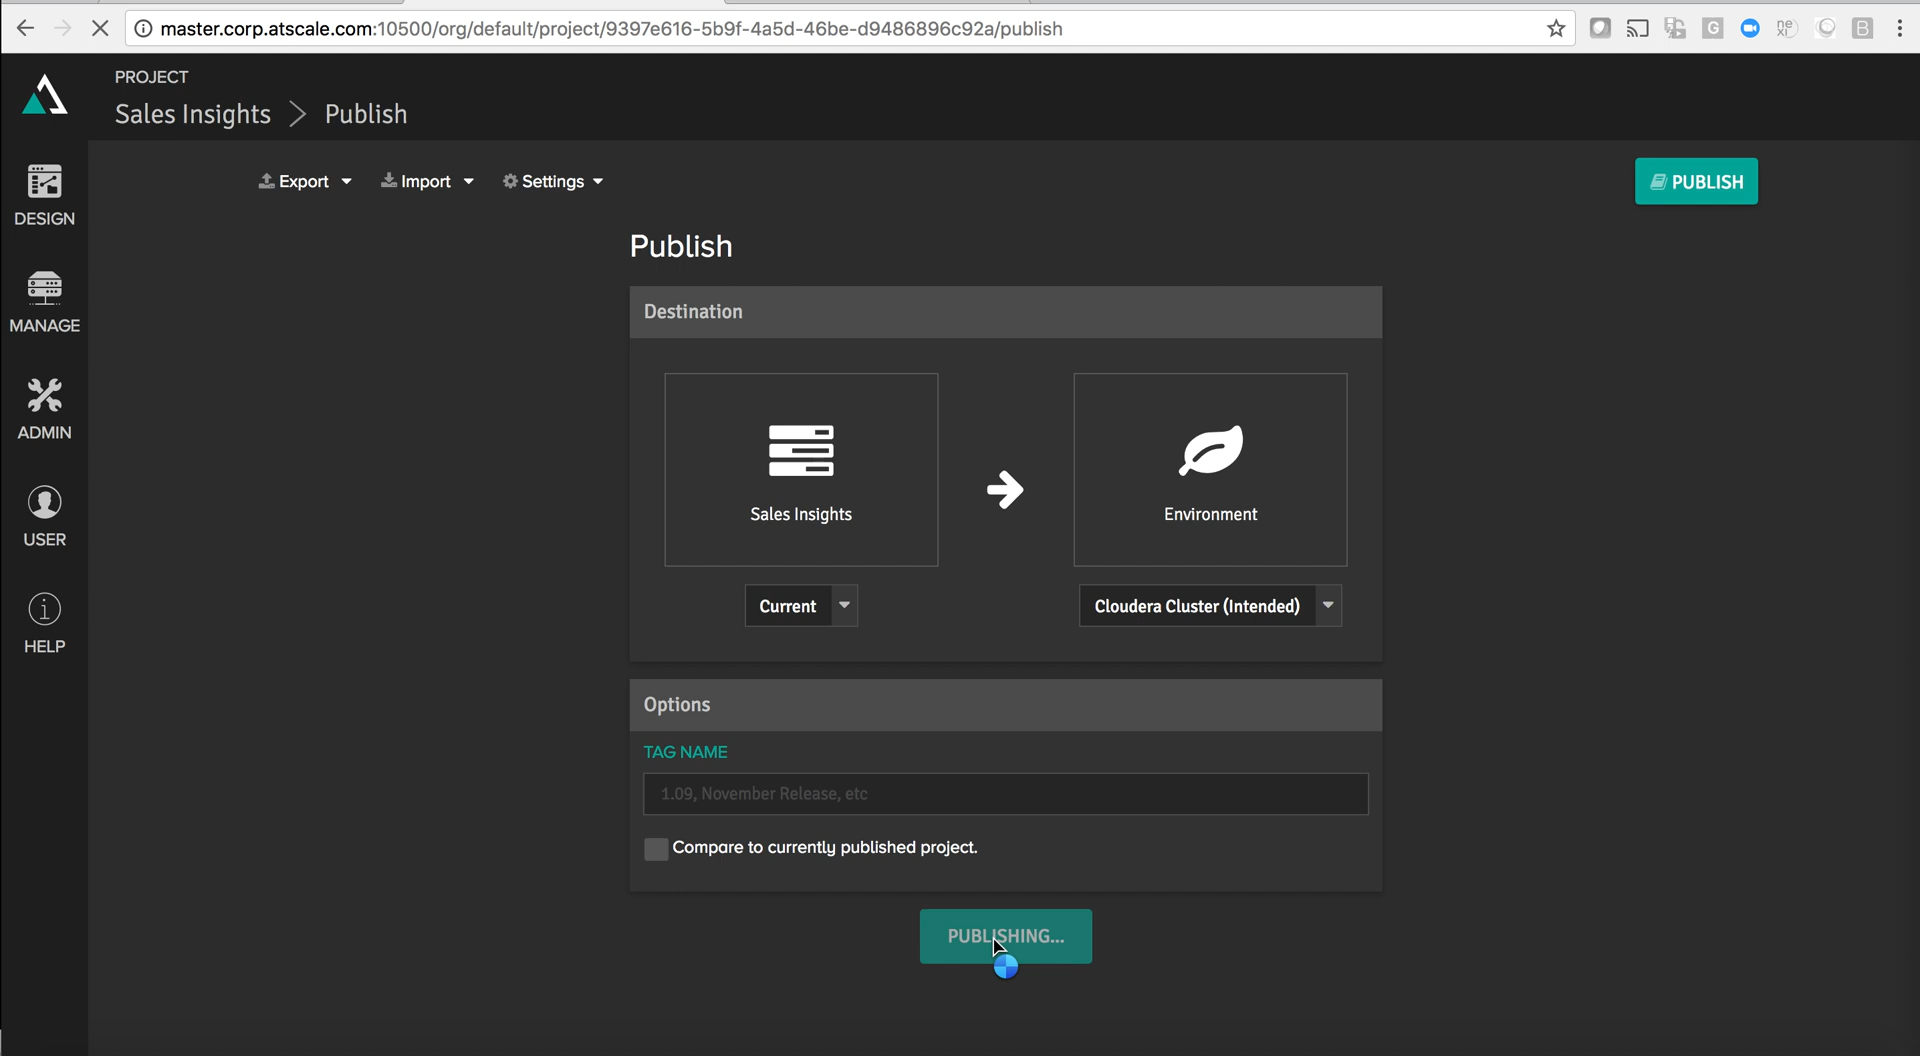 master.corp.atscale.com:10500/org/default/project/9397e616-5b9f-4a5d-46be-d9486896c92a/publish
G
ne
xt
B
PROJECT
Sales Insights > Publish
Export
Import
Settings
PUBLISH
DESIGN
MANAGE
ADMIN
USER
HELP
Publish
Destination
Sales Insights
Environment
Current
Cloudera Cluster (Intended)
Options
TAG NAME
1.09, November Release, etc
Compare to currently published project.
PUBLISHING...